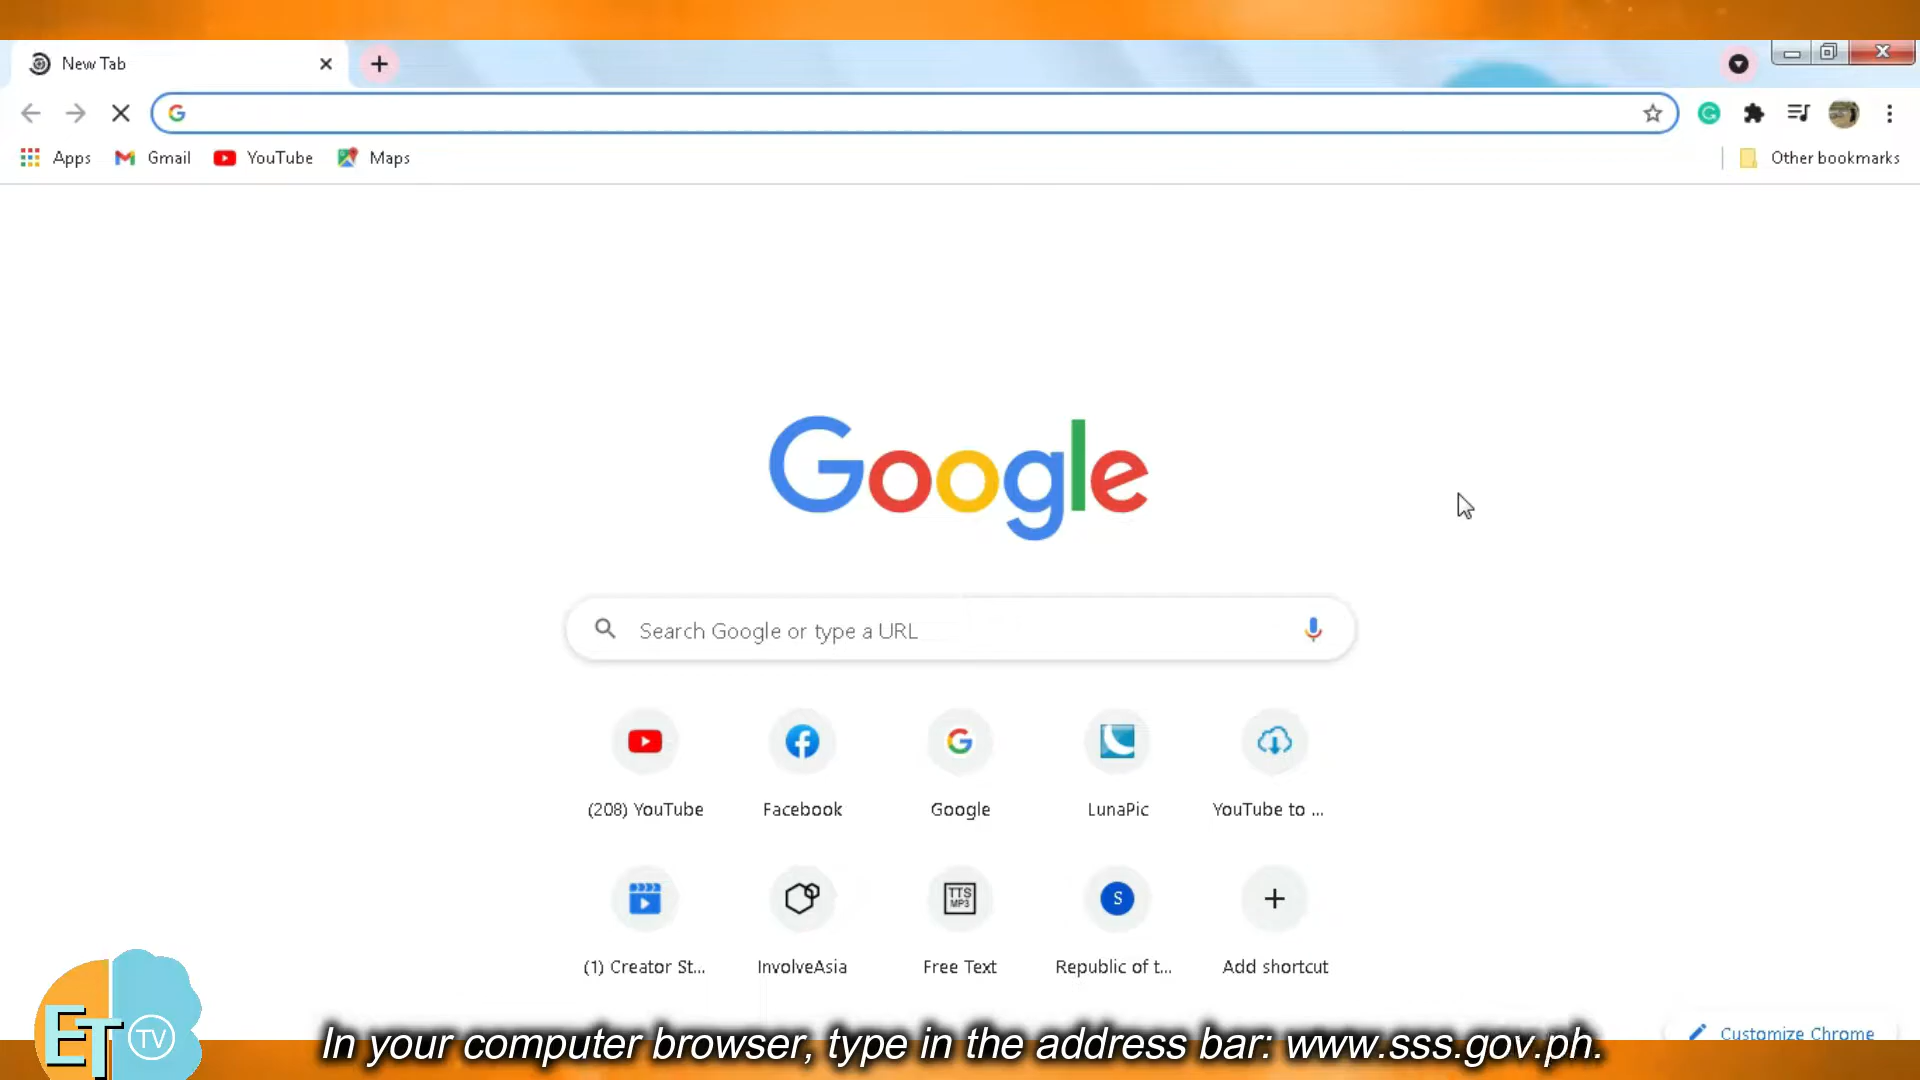 New Tab
Apps
Gmail
YouTube
Maps
Other bookmarks
Google
Search Google or type a URL
(208) YouTube
Facebook
Google
LunaPic
YouTube to ...
TTS
MP3
S
(1) Creator St...
InvolveAsia
Free Text
Republic of t...
Add shortcut
Customize Chrome
ET TV
In your computer browser, type in the address bar: www.sss.gov.ph.